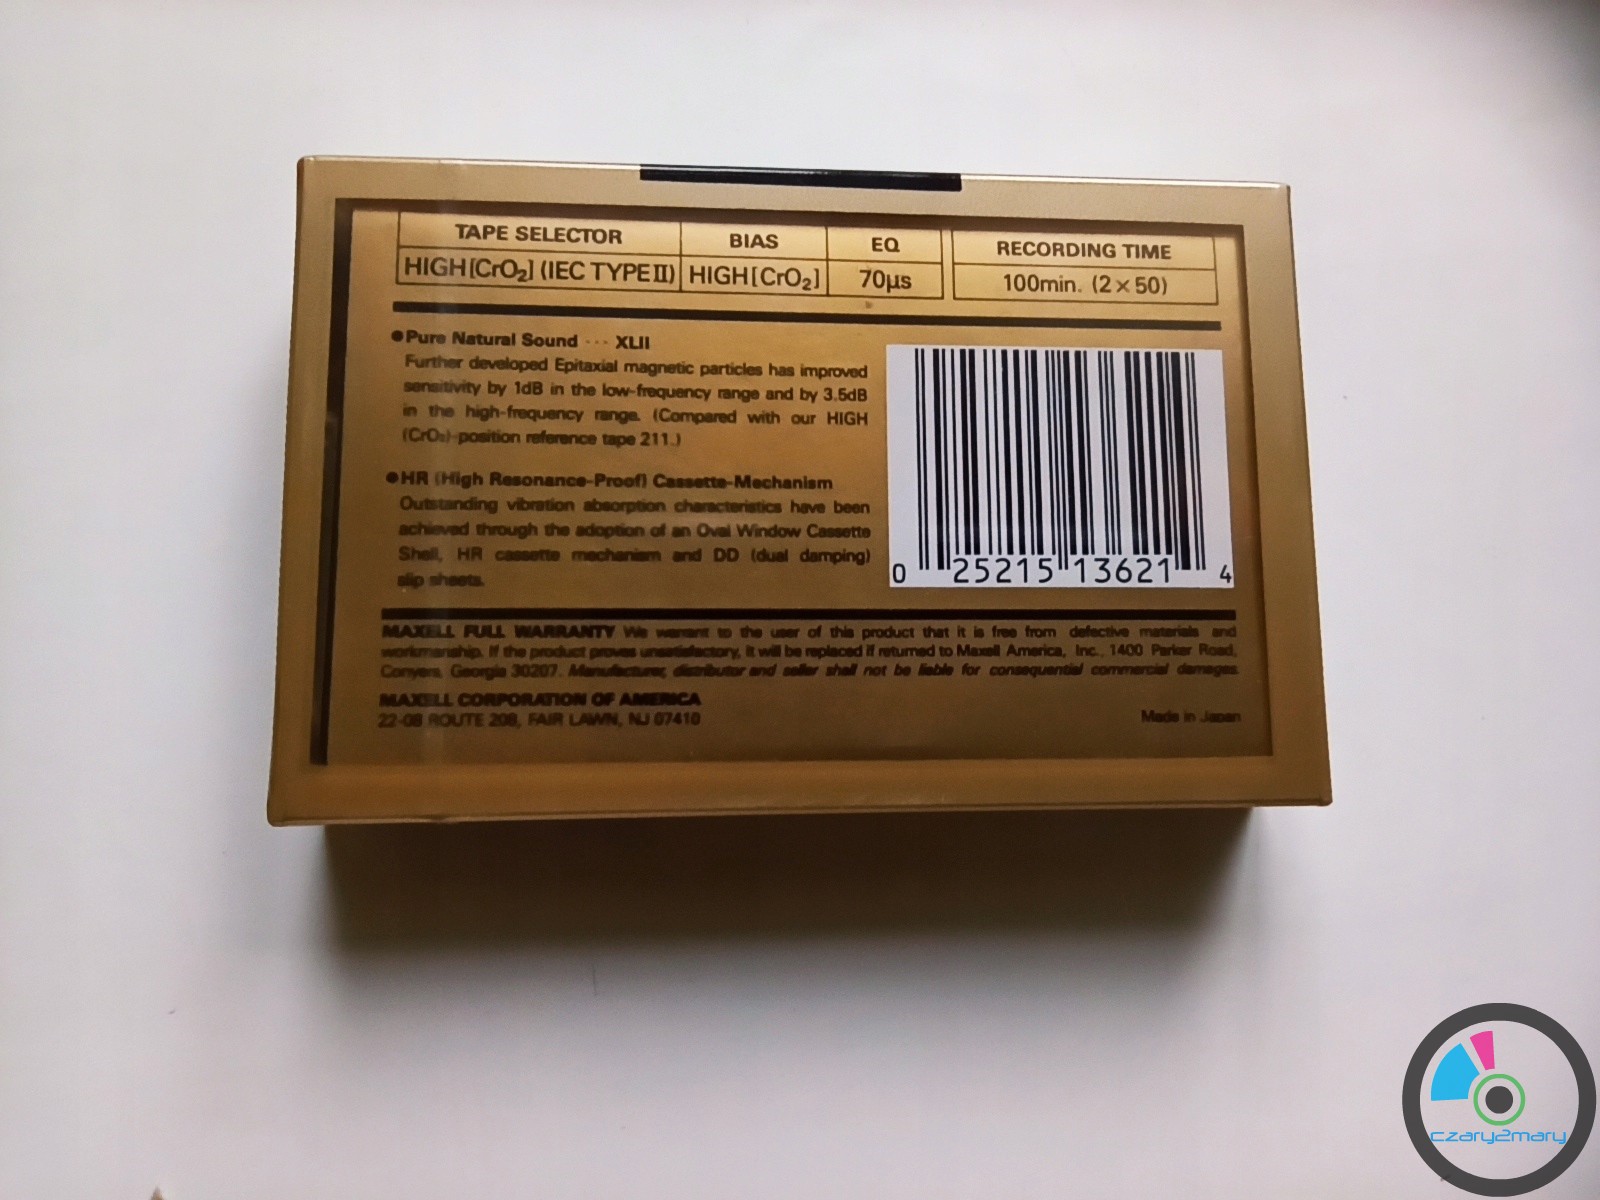 TAPE SELECTOR BIAS EQ RECORDING TIME
HIGH[CrO₂] (IEC TYPE II) HIGH[CrO₂] 70µs 100min. (2 × 50)
●Pure Natural Sound ··· XLII
Further developed Epitaxial magnetic particles has improved
sensitivity by 1dB in the low-frequency range and by 3.5dB
in the high-frequency range. (Compared with our HIGH
(CrO₂)-position reference tape 211.)
●HR (High Resonance-Proof) Cassette-Mechanism
Outstanding vibration absorption characteristics have been
achieved through the adoption of an Oval Window Cassette
Shell, HR cassette mechanism and DD (dual damping)
slip sheets.
0 25215 13621 4
MAXELL FULL WARRANTY We warrant to the user of this product that it is free from defective materials and
workmanship. If the product proves unsatisfactory, it will be replaced if returned to Maxell America, Inc., 1400 Parker Road,
Conyers, Georgia 30207. Manufacturer, distributor and seller shall not be liable for consequential commercial damages.
MAXELL CORPORATION OF AMERICA
22-08 ROUTE 208, FAIR LAWN, NJ 07410 Made in Japan
czary2mary